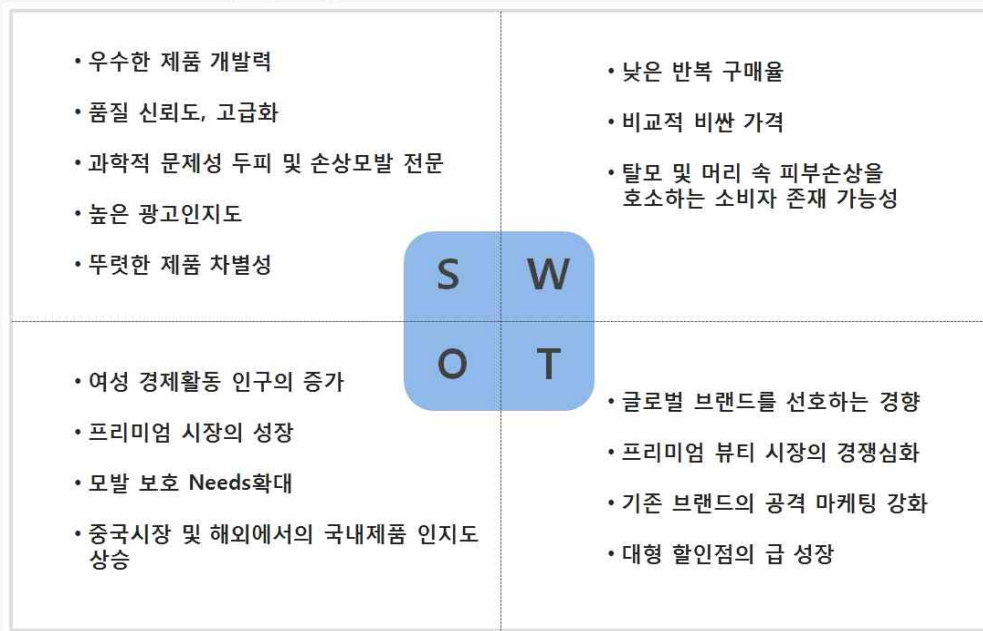 • 우수한 제품 개발력
• 품질 신뢰도, 고급화
• 과학적 문제성 두피 및 손상모발 전문
• 높은 광고인지도
• 뚜렷한 제품 차별성
• 낮은 반복 구매율
• 비교적 비싼 가격
• 탈모 및 머리 속 피부손상을
호소하는 소비자 존재 가능성
S W
O T
• 여성 경제활동 인구의 증가
• 프리미엄 시장의 성장
• 모발 보호 Needs확대
• 중국시장 및 해외에서의 국내제품 인지도
상승
• 글로벌 브랜드를 선호하는 경향
• 프리미엄 뷰티 시장의 경쟁심화
• 기존 브랜드의 공격 마케팅 강화
• 대형 할인점의 급 성장